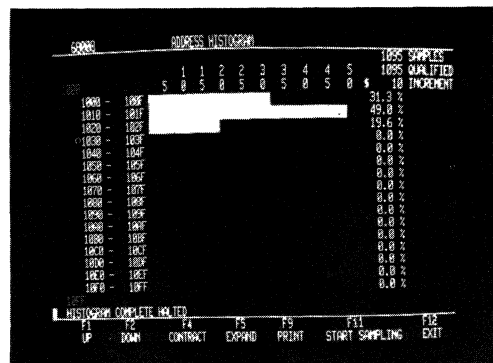 68000 ADDRESS HISTOGRAM
1095 SAMPLES
1 1 2 2 3 3 4 4 5 1095 QUALIFIED
5 0 5 0 5 0 5 0 5 0 $ 10 INCREMENT
1000 - 100F 31.3 %
1010 - 101F 49.0 %
1020 - 102F 19.6 %
1030 - 103F 0.0 %
1040 - 104F 0.0 %
1050 - 105F 0.0 %
1060 - 106F 0.0 %
1070 - 107F 0.0 %
1080 - 108F 0.0 %
1090 - 109F 0.0 %
10A0 - 10AF 0.0 %
10B0 - 10BF 0.0 %
10C0 - 10CF 0.0 %
10D0 - 10DF 0.0 %
10E0 - 10EF 0.0 %
10F0 - 10FF 0.0 %
10FF
HISTOGRAM COMPLETE HALTED
F1 F2 F4 F5 F9 F11 F12
UP DOWN CONTRACT EXPAND PRINT START SAMPLING EXIT